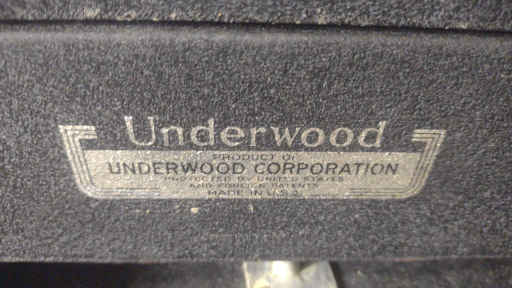 Underwood
PRODUCT OF
UNDERWOOD CORPORATION
PROTECTED BY UNITED STATES
AND FOREIGN PATENTS
MADE IN U.S.A.